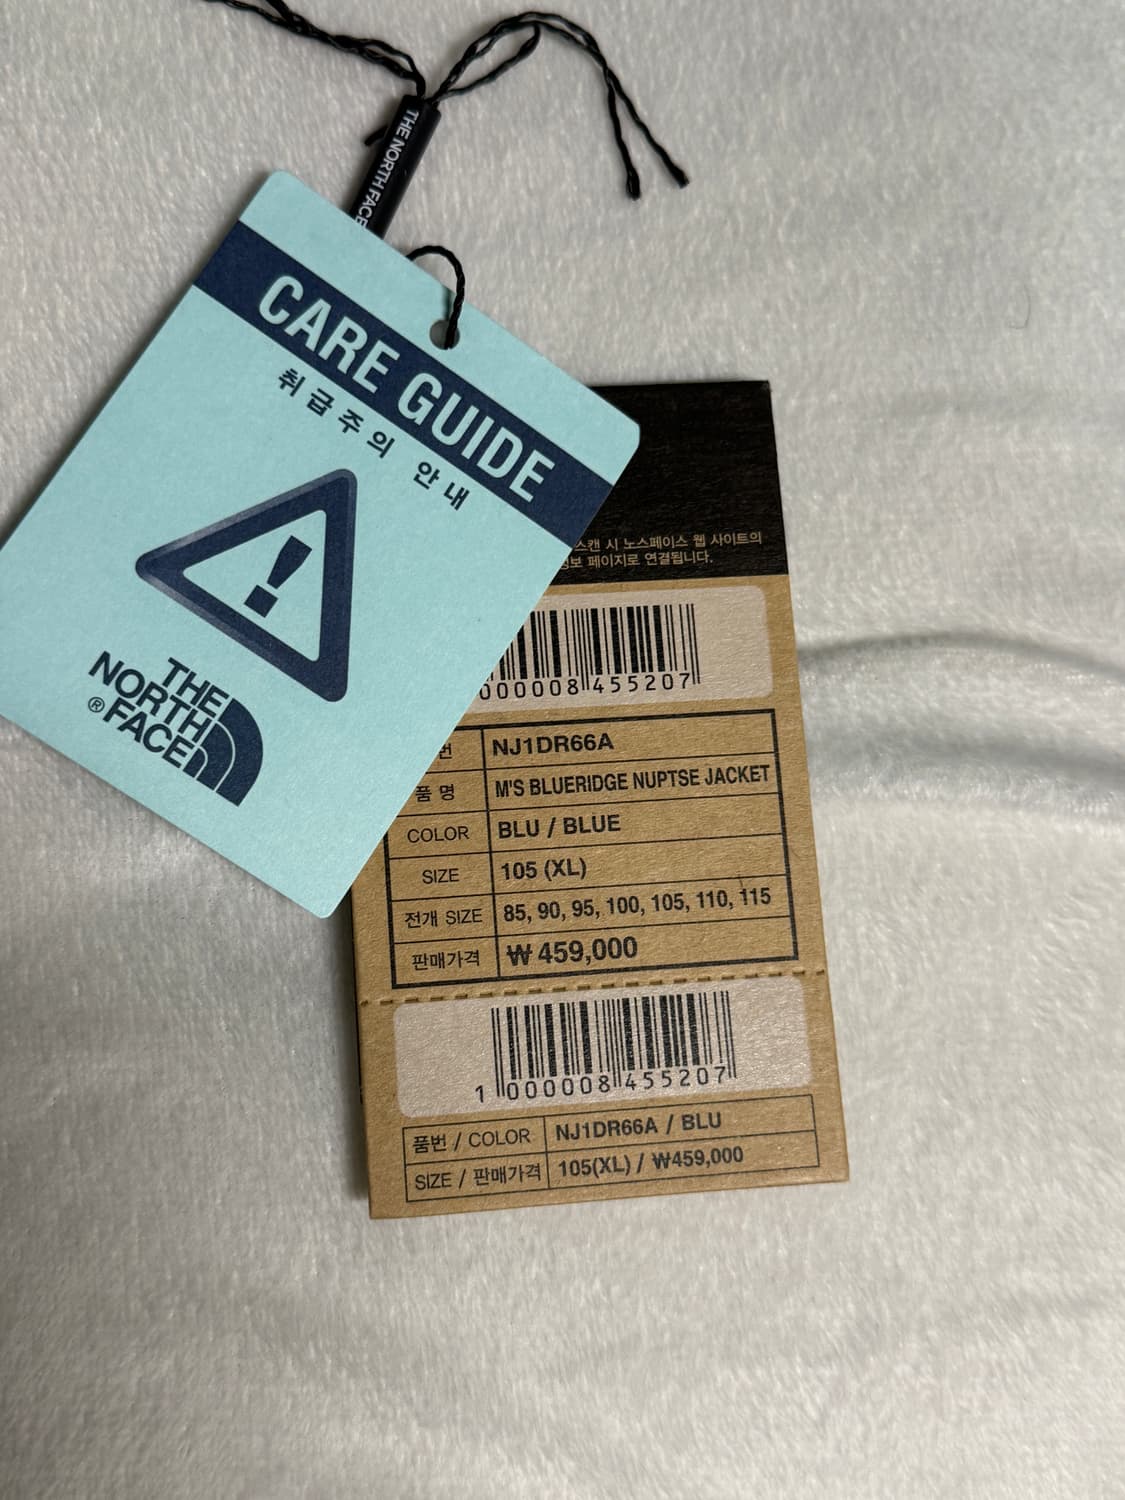 THE NORTH FACE
CARE GUIDE
취급주의 안내
!
THE
NORTH
FACE®
스캔 시 노스페이스 웹 사이트의
페이지로 연결됩니다.
000008 455207
NJ1DR66A
품 명 M'S BLUERIDGE NUPTSE JACKET
COLOR BLU / BLUE
SIZE 105 (XL)
전개 SIZE 85, 90, 95, 100, 105, 110, 115
판매가격 ₩ 459,000
1 000008 455207
품번 / COLOR NJ1DR66A / BLU
SIZE / 판매가격 105(XL) / ₩459,000